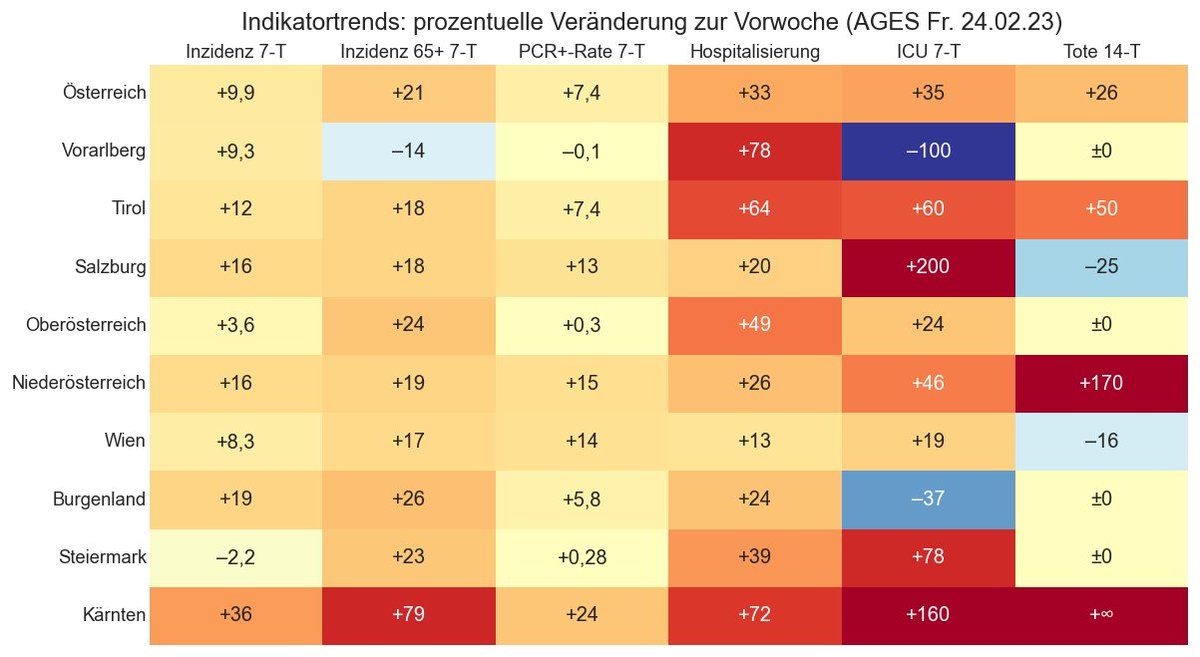 Indikatortrends: prozentuelle Veränderung zur Vorwoche (AGES Fr. 24.02.23)
Inzidenz 7-T Inzidenz 65+ 7-T PCR+-Rate 7-T Hospitalisierung ICU 7-T Tote 14-T
Österreich +9,9 +21 +7,4 +33 +35 +26
Vorarlberg +9,3 –14 –0,1 +78 –100 ±0
Tirol +12 +18 +7,4 +64 +60 +50
Salzburg +16 +18 +13 +20 +200 –25
Oberösterreich +3,6 +24 +0,3 +49 +24 ±0
Niederösterreich +16 +19 +15 +26 +46 +170
Wien +8,3 +17 +14 +13 +19 –16
Burgenland +19 +26 +5,8 +24 –37 ±0
Steiermark –2,2 +23 +0,28 +39 +78 ±0
Kärnten +36 +79 +24 +72 +160 +∞